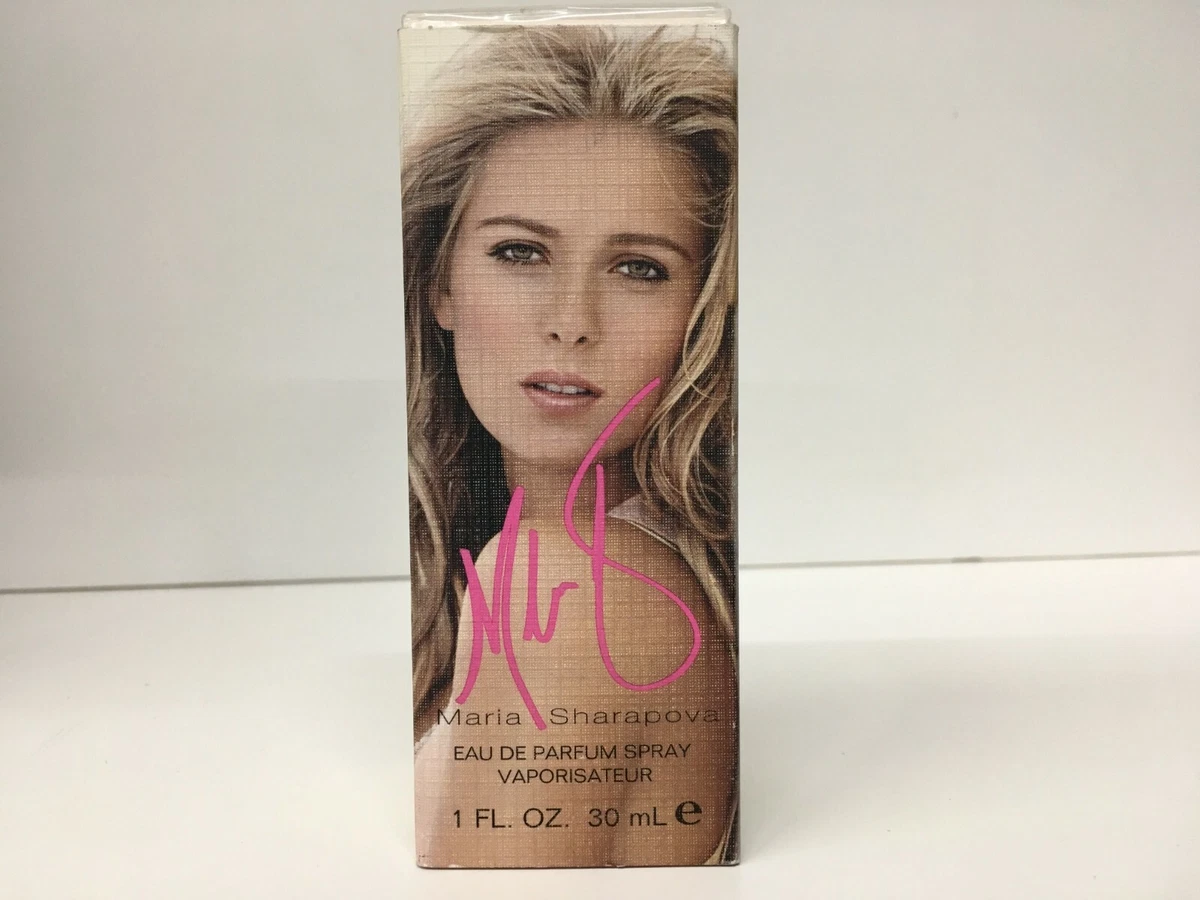 Maria Sharapova
EAU DE PARFUM SPRAY
VAPORISATEUR
1 FL. OZ. 30 mL ℮